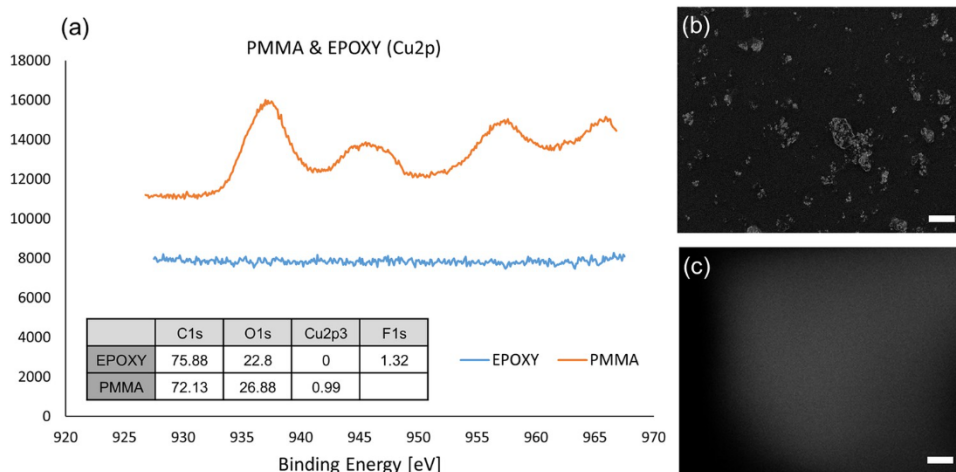 (a)
PMMA & EPOXY (Cu2p)
18000
16000
14000
12000
10000
8000
6000
4000
2000
0
C1s O1s Cu2p3 F1s
EPOXY 75.88 22.8 0 1.32
PMMA 72.13 26.88 0.99
EPOXY PMMA
920 925 930 935 940 945 950 955 960 965 970
Binding Energy [eV]
(b)
(c)